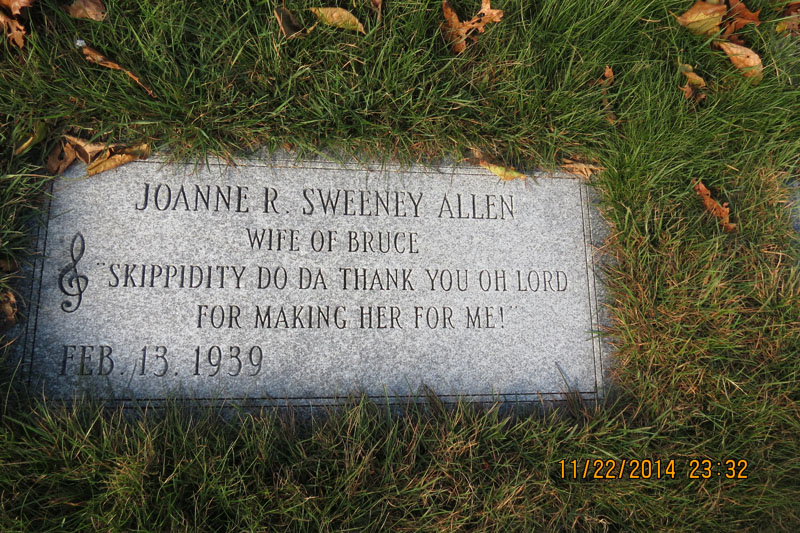 JOANNE R. SWEENEY ALLEN
WIFE OF BRUCE
"SKIPPIDITY DO DA THANK YOU OH LORD
FOR MAKING HER FOR ME!"
FEB. 13. 1939
11/22/2014 23:32